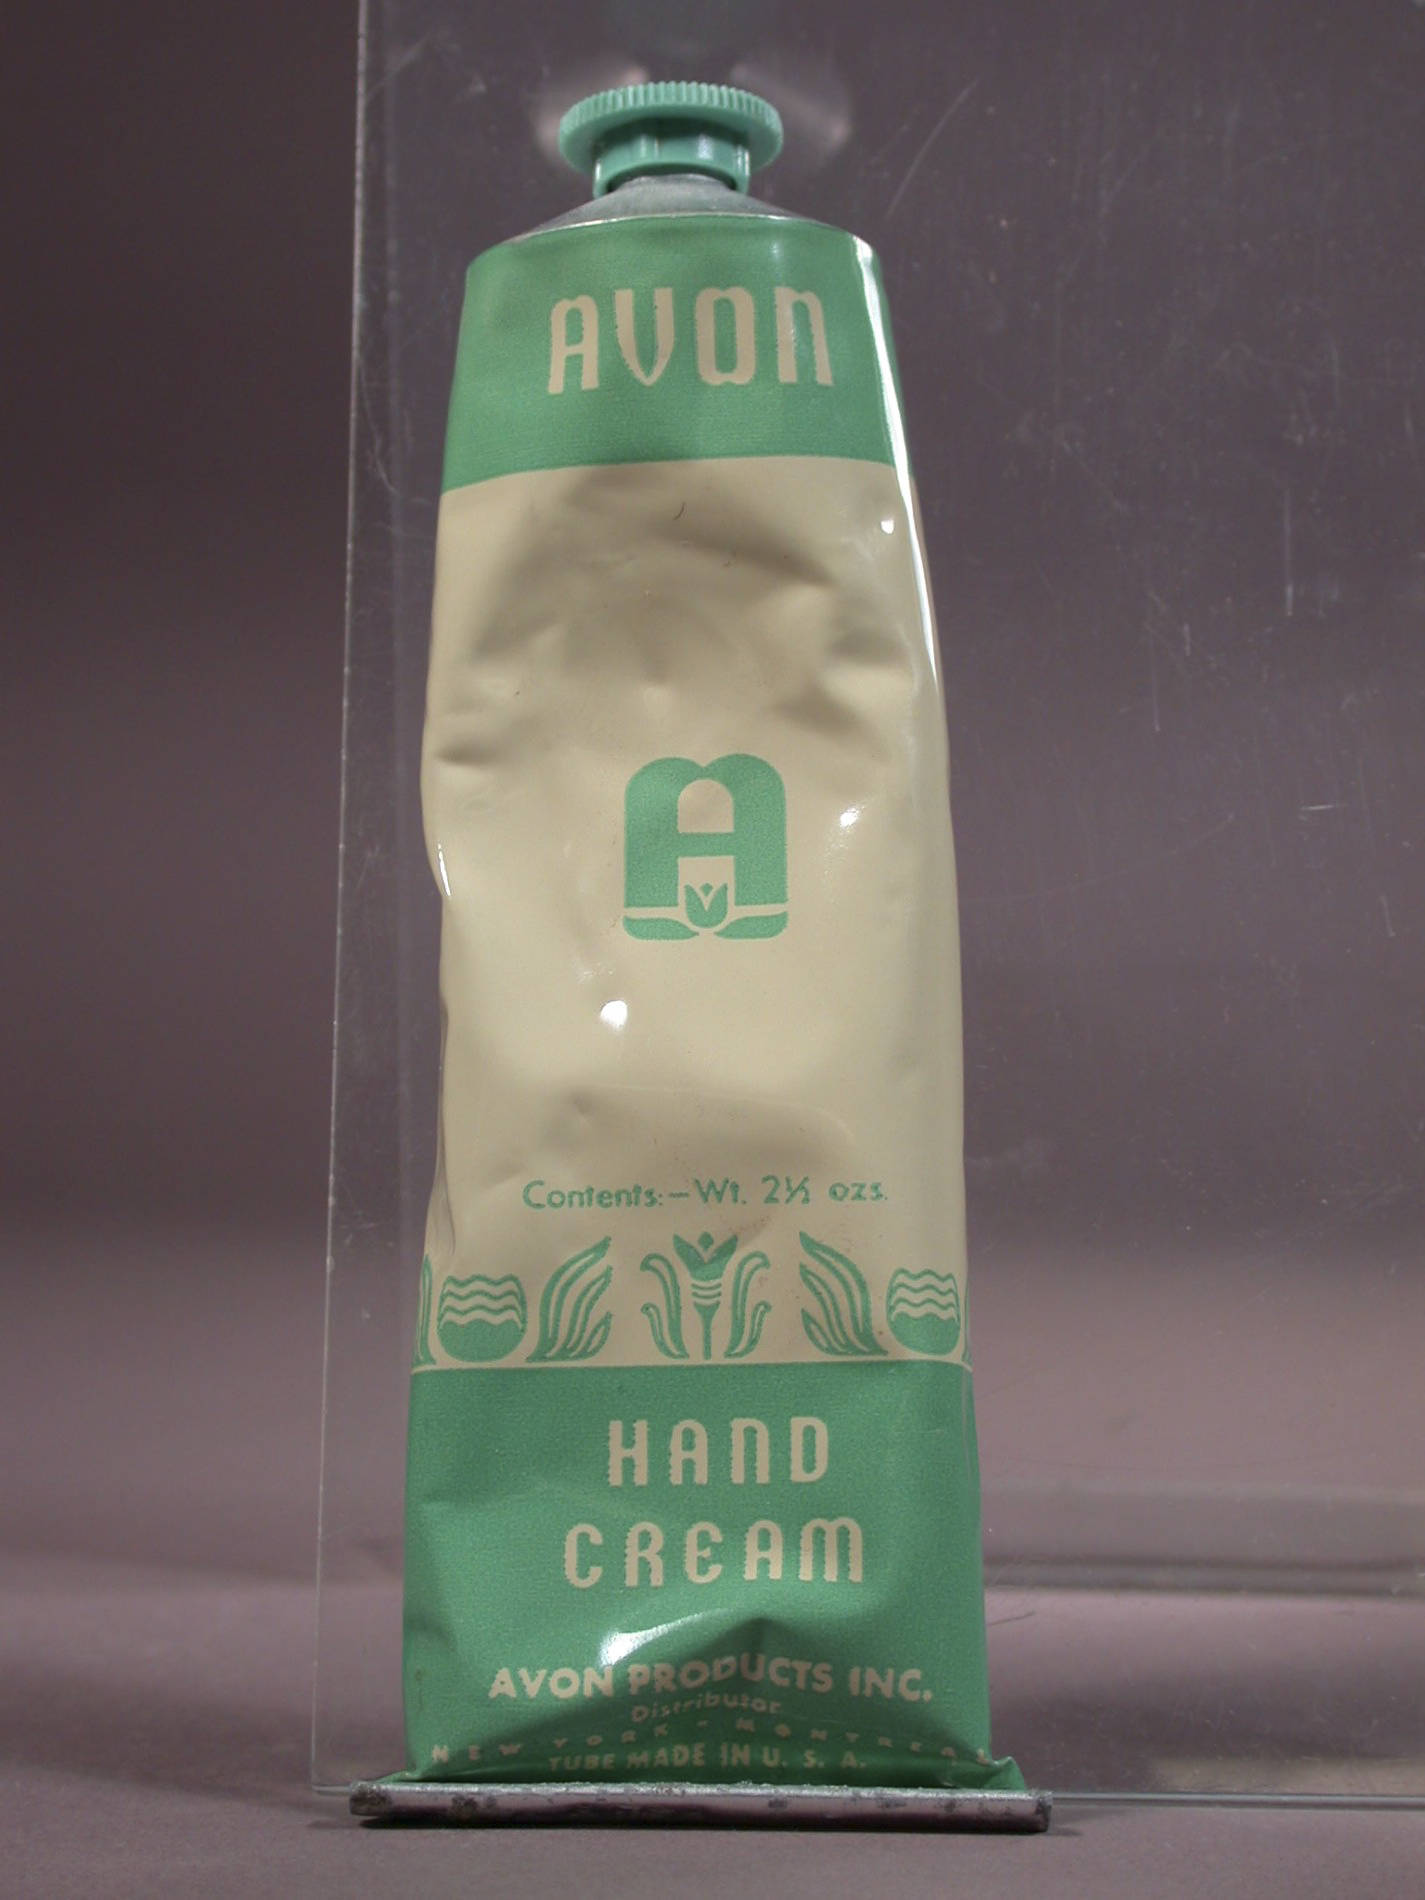 AVON
A
Contents:–Wt. 2½ ozs.
HAND
CREAM
AVON PRODUCTS INC.
Distributor
NEW YORK - MONTREAL
TUBE MADE IN U. S. A.